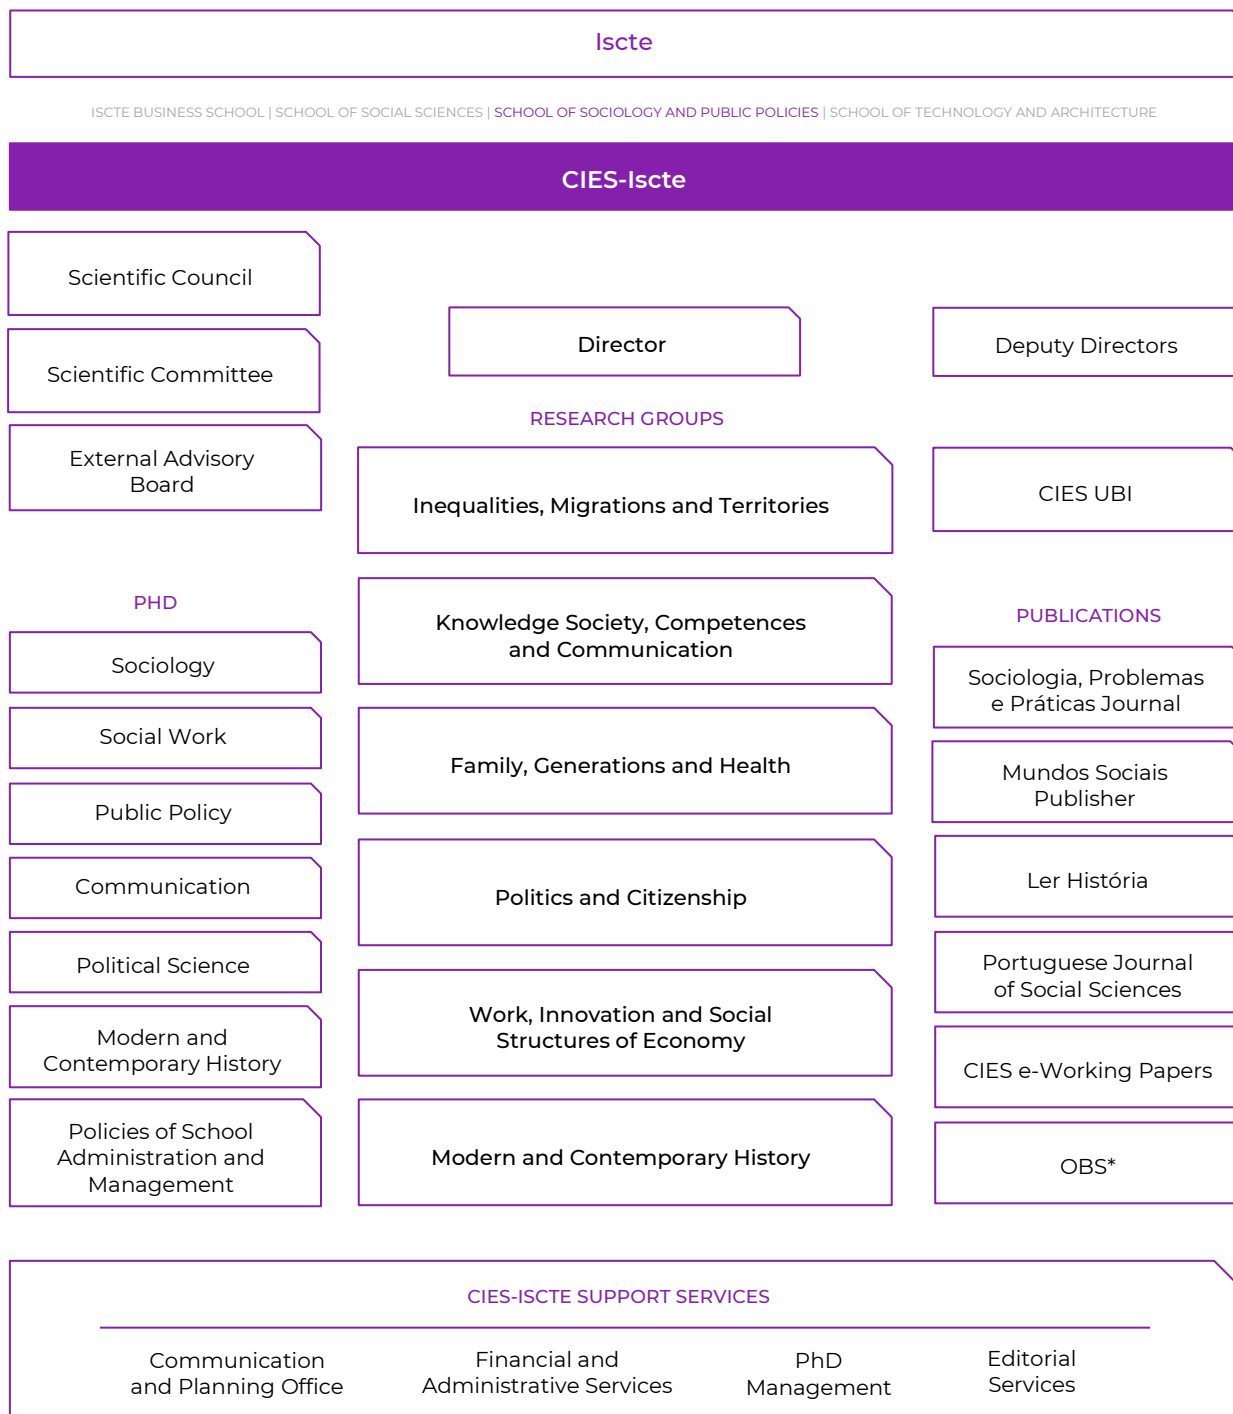 Iscte
ISCTE BUSINESS SCHOOL | SCHOOL OF SOCIAL SCIENCES | SCHOOL OF SOCIOLOGY AND PUBLIC POLICIES | SCHOOL OF TECHNOLOGY AND ARCHITECTURE
CIES-Iscte
Scientific Council
Scientific Committee
External Advisory
Board
Director
Deputy Directors
CIES UBI
PHD
Sociology
Social Work
Public Policy
Communication
Political Science
Modern and
Contemporary History
Policies of School
Administration and
Management
RESEARCH GROUPS
Inequalities, Migrations and Territories
Knowledge Society, Competences
and Communication
Family, Generations and Health
Politics and Citizenship
Work, Innovation and Social
Structures of Economy
Modern and Contemporary History
PUBLICATIONS
Sociologia, Problemas
e Práticas Journal
Mundos Sociais
Publisher
Ler História
Portuguese Journal
of Social Sciences
CIES e-Working Papers
OBS*
CIES-ISCTE SUPPORT SERVICES
Communication
and Planning Office
Financial and
Administrative Services
PhD
Management
Editorial
Services